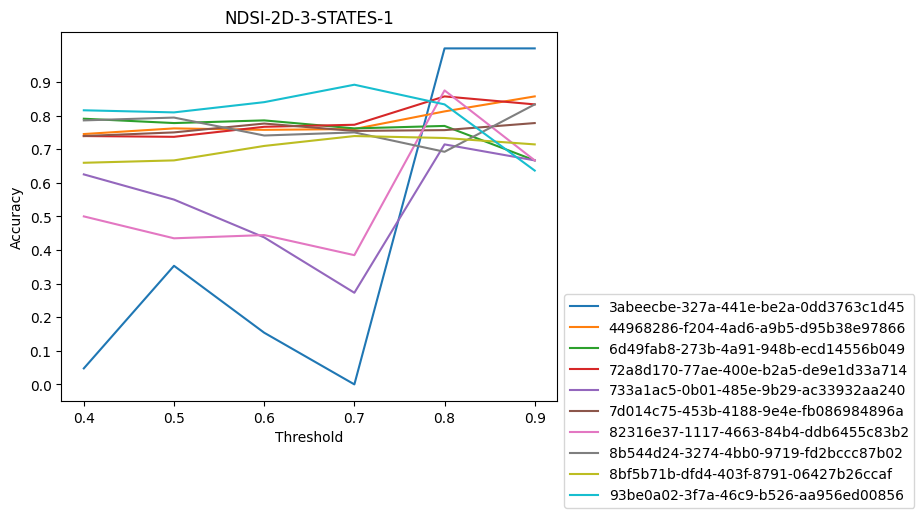 NDSI-2D-3-STATES-1
Accuracy
0.9
0.8
0.7
0.6
0.5
0.4
0.3
0.2
0.1
0.0
0.4 0.5 0.6 0.7 0.8 0.9
Threshold
3abeecbe-327a-441e-be2a-0dd3763c1d45
44968286-f204-4ad6-a9b5-d95b38e97866
6d49fab8-273b-4a91-948b-ecd14556b049
72a8d170-77ae-400e-b2a5-de9e1d33a714
733a1ac5-0b01-485e-9b29-ac33932aa240
7d014c75-453b-4188-9e4e-fb086984896a
82316e37-1117-4663-84b4-ddb6455c83b2
8b544d24-3274-4bb0-9719-fd2bccc87b02
8bf5b71b-dfd4-403f-8791-06427b26ccaf
93be0a02-3f7a-46c9-b526-aa956ed00856